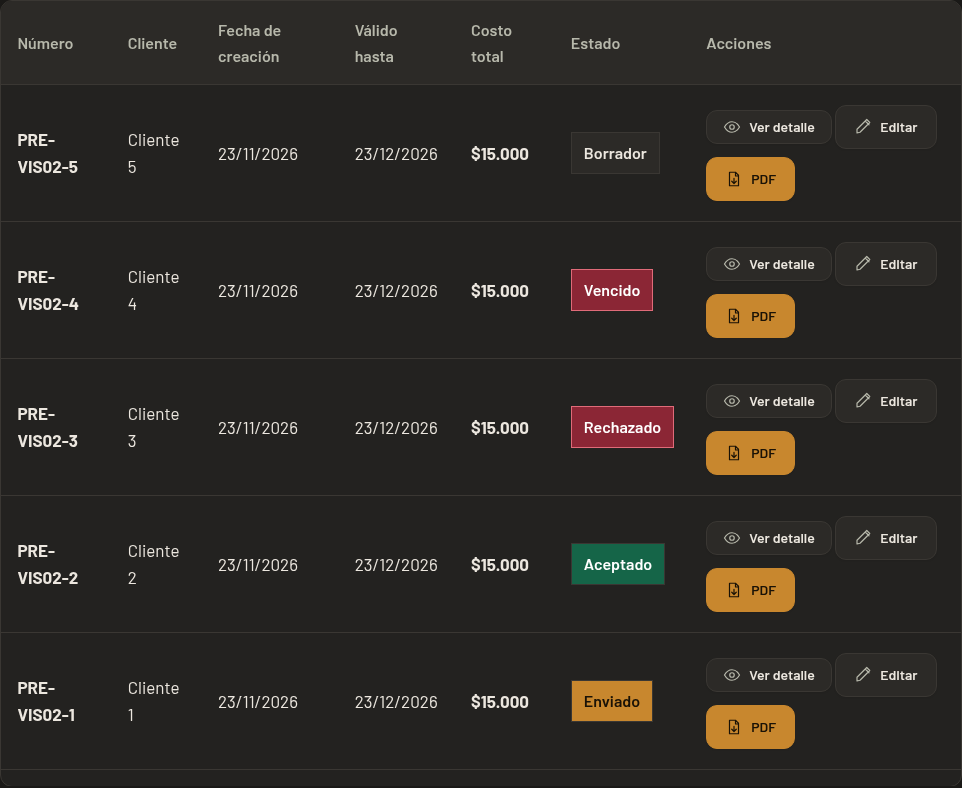 Número Cliente Fecha de creación Válido hasta Costo total Estado Acciones
PRE-VIS02-5 Cliente 5 23/11/2026 23/12/2026 $15.000 Borrador Ver detalle Editar
PDF
PRE-VIS02-4 Cliente 4 23/11/2026 23/12/2026 $15.000 Vencido Ver detalle Editar
PDF
PRE-VIS02-3 Cliente 3 23/11/2026 23/12/2026 $15.000 Rechazado Ver detalle Editar
PDF
PRE-VIS02-2 Cliente 2 23/11/2026 23/12/2026 $15.000 Aceptado Ver detalle Editar
PDF
PRE-VIS02-1 Cliente 1 23/11/2026 23/12/2026 $15.000 Enviado Ver detalle Editar
PDF